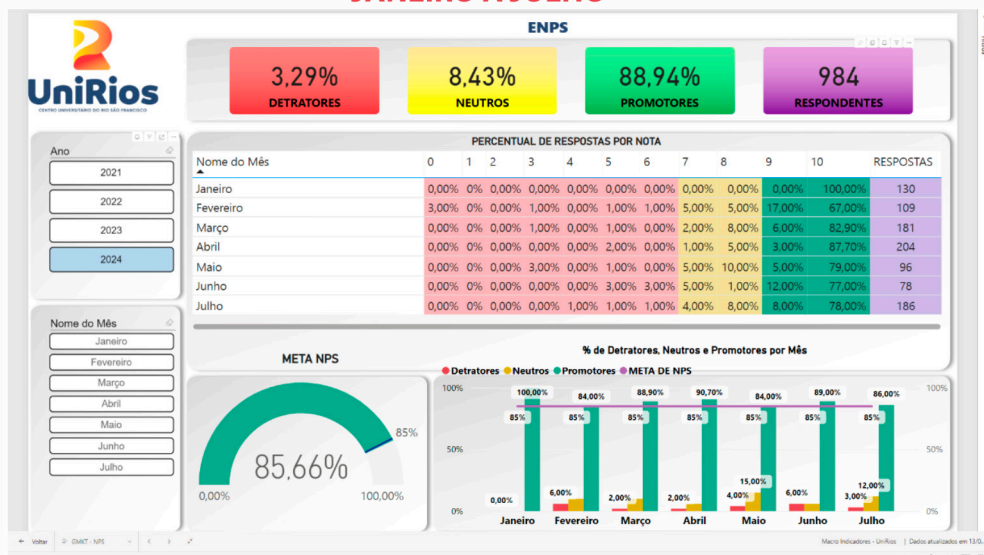 ENPS
UniRios
CENTRO UNIVERSITÁRIO DO RIO SÃO FRANCISCO
3,29%
DETRATORES
8,43%
NEUTROS
88,94%
PROMOTORES
984
RESPONDENTES
Ano
2021
2022
2023
2024
PERCENTUAL DE RESPOSTAS POR NOTA
Nome do Mês 0 1 2 3 4 5 6 7 8 9 10 RESPOSTAS
Janeiro 0,00% 0% 0,00% 0,00% 0,00% 0,00% 0,00% 0,00% 0,00% 0,00% 100,00% 130
Fevereiro 3,00% 0% 0,00% 1,00% 0,00% 1,00% 1,00% 5,00% 5,00% 17,00% 67,00% 109
Março 0,00% 0% 0,00% 1,00% 0,00% 1,00% 0,00% 2,00% 8,00% 6,00% 82,90% 181
Abril 0,00% 0% 0,00% 0,00% 0,00% 2,00% 0,00% 1,00% 5,00% 3,00% 87,70% 204
Maio 0,00% 0% 0,00% 3,00% 0,00% 1,00% 0,00% 5,00% 10,00% 5,00% 79,00% 96
Junho 0,00% 0% 0,00% 0,00% 0,00% 3,00% 3,00% 5,00% 1,00% 12,00% 77,00% 78
Julho 0,00% 0% 0,00% 0,00% 1,00% 1,00% 1,00% 4,00% 8,00% 8,00% 78,00% 186
Nome do Mês
Janeiro
Fevereiro
Março
Abril
Maio
Junho
Julho
META NPS
85%
85,66%
0,00% 100,00%
% de Detratores, Neutros e Promotores por Mês
Detratores Neutros Promotores META DE NPS
100% 100,00% 84,00% 88,90% 90,70% 84,00% 89,00% 86,00% 100%
85% 85% 85% 85% 85% 85% 85%
50% 50%
0,00% 6,00% 2,00% 2,00% 4,00% 15,00% 6,00% 3,00% 12,00%
0% 0%
Janeiro Fevereiro Março Abril Maio Junho Julho
Voltar GMKT - NPS
Macro Indicadores - UniRios | Dados atualizados em 13/0...